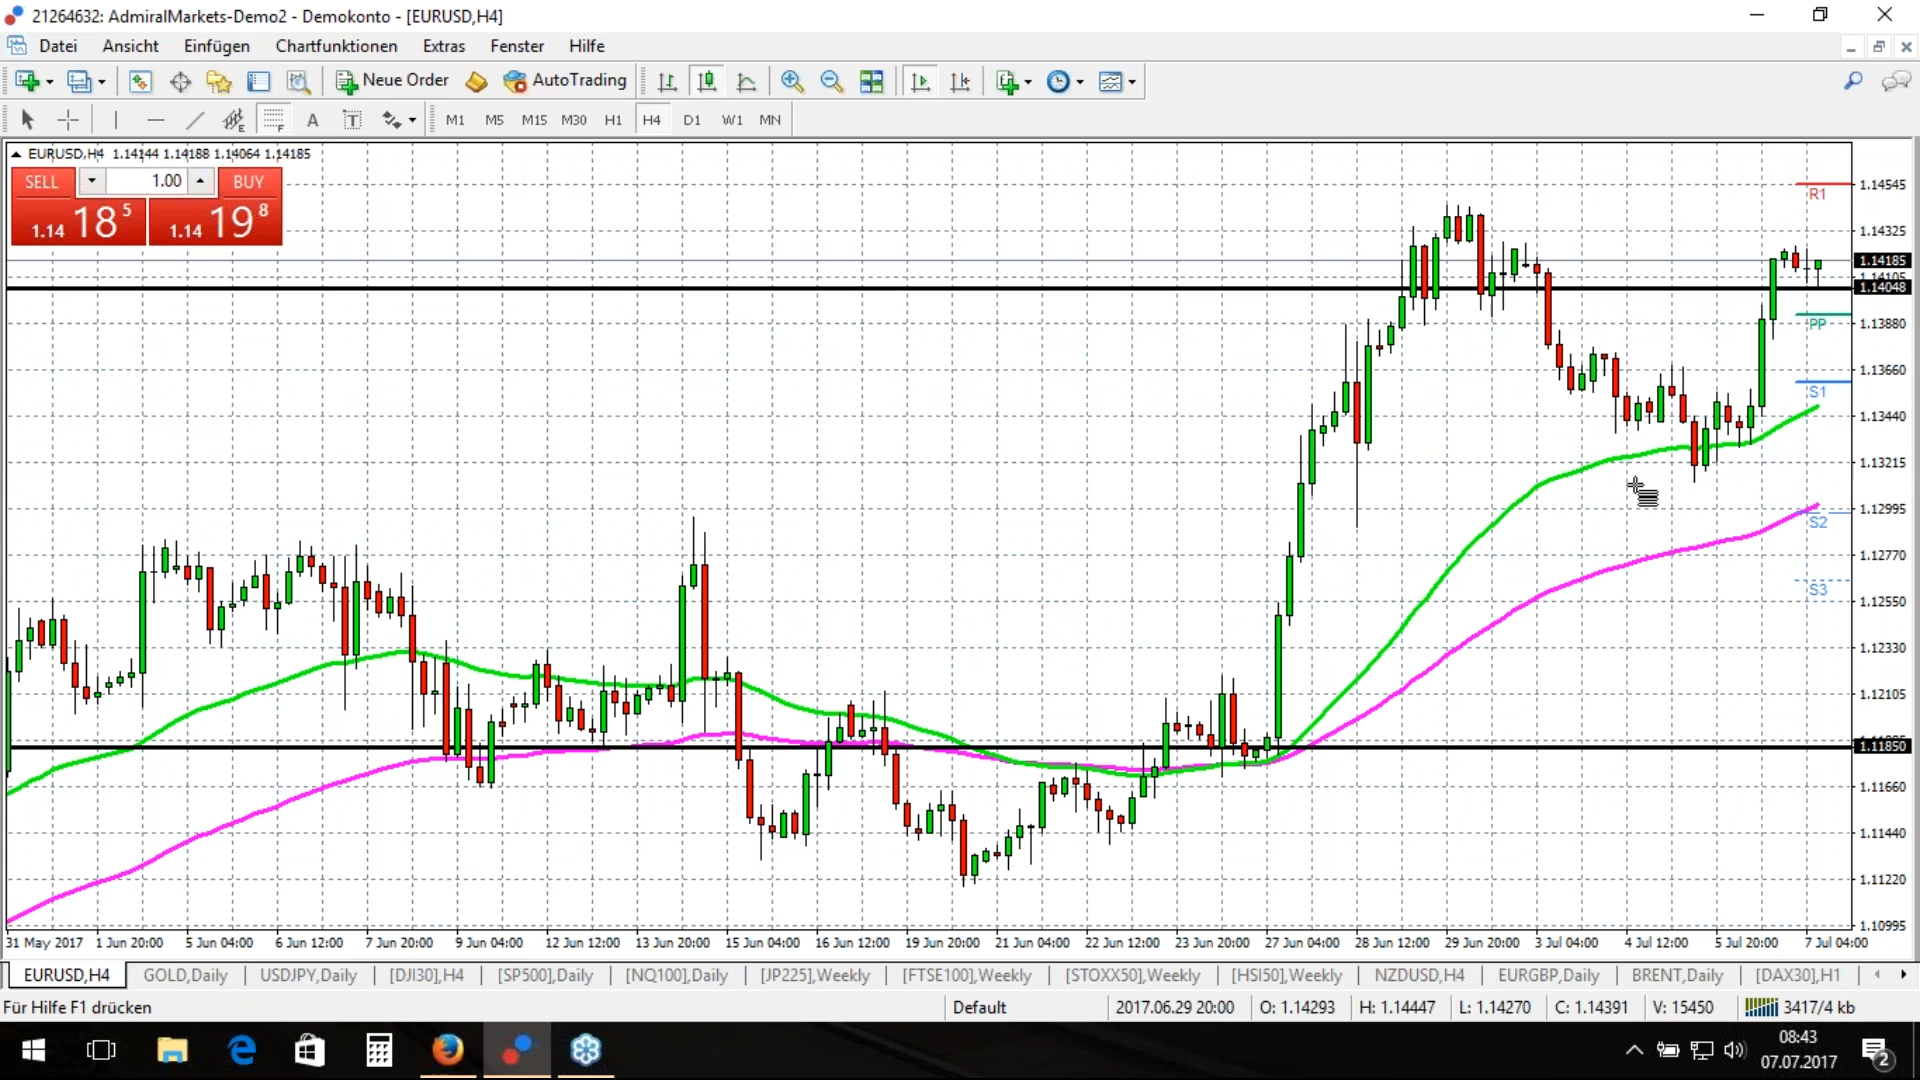 21264632: AdmiralMarkets-Demo2 - Demokonto - [EURUSD,H4]
Datei Ansicht Einfügen Chartfunktionen Extras Fenster Hilfe
Neue Order AutoTrading
E F A T M1 M5 M15 M30 H1 H4 D1 W1 MN
EURUSD,H4 1.14144 1.14188 1.14064 1.14185
SELL 1.00 BUY
1.14 18 5 1.14 19 8
R1
PP
S1
S2
S3
1.14545
1.14325
1.14185
1.14105
1.14048
1.13880
1.13660
1.13440
1.13215
1.12995
1.12770
1.12550
1.12330
1.12105
1.11850
1.11660
1.11440
1.11220
1.10995
31 May 2017 1 Jun 20:00 5 Jun 04:00 6 Jun 12:00 7 Jun 20:00 9 Jun 04:00 12 Jun 12:00 13 Jun 20:00 15 Jun 04:00 16 Jun 12:00 19 Jun 20:00 21 Jun 04:00 22 Jun 12:00 23 Jun 20:00 27 Jun 04:00 28 Jun 12:00 29 Jun 20:00 3 Jul 04:00 4 Jul 12:00 5 Jul 20:00 7 Jul 04:00
EURUSD,H4 GOLD,Daily USDJPY,Daily [DJI30],H4 [SP500],Daily [NQ100],Daily [JP225],Weekly [FTSE100],Weekly [STOXX50],Weekly [HSI50],Weekly NZDUSD,H4 EURGBP,Daily BRENT,Daily [DAX30],H1
Für Hilfe F1 drücken Default 2017.06.29 20:00 O: 1.14293 H: 1.14447 L: 1.14270 C: 1.14391 V: 15450 3417/4 kb
08:43
07.07.2017
2